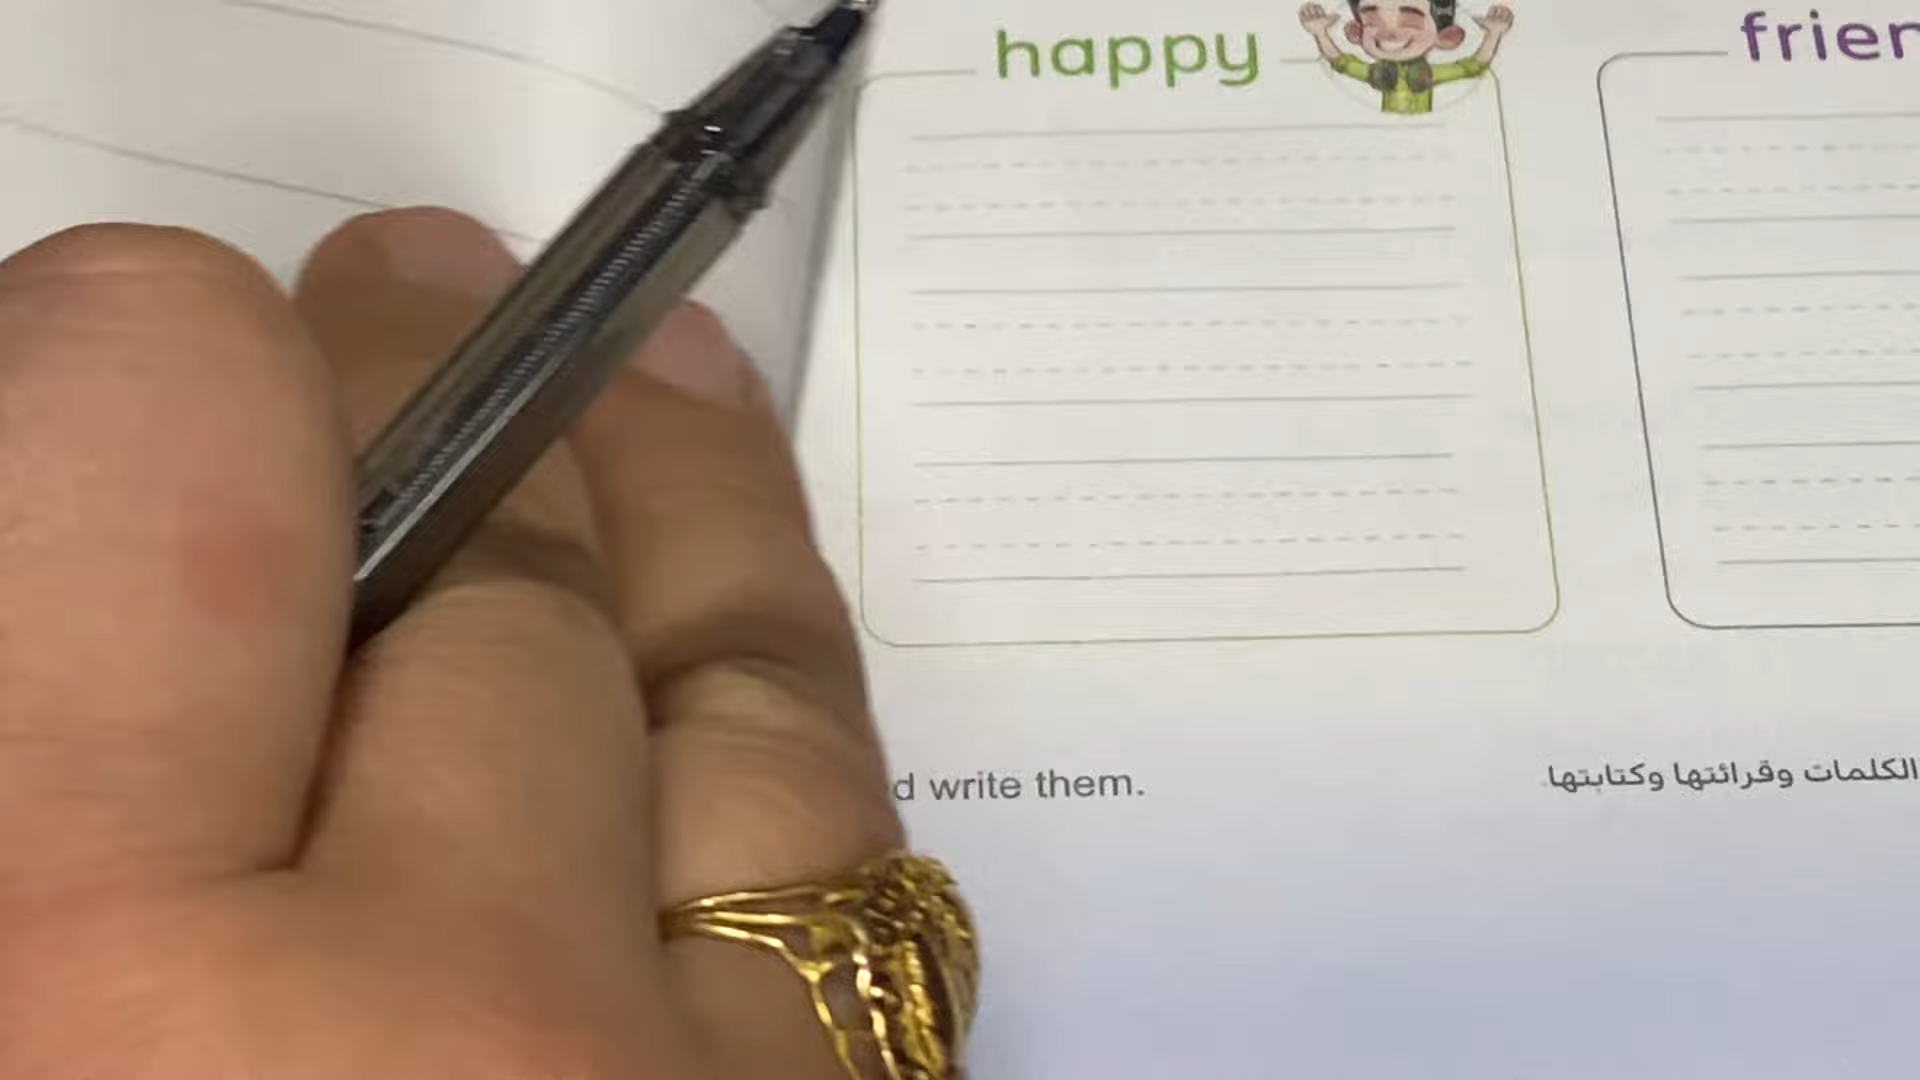 happy
frien
d write them.
الكلمات وقرائتها وكتابتها.